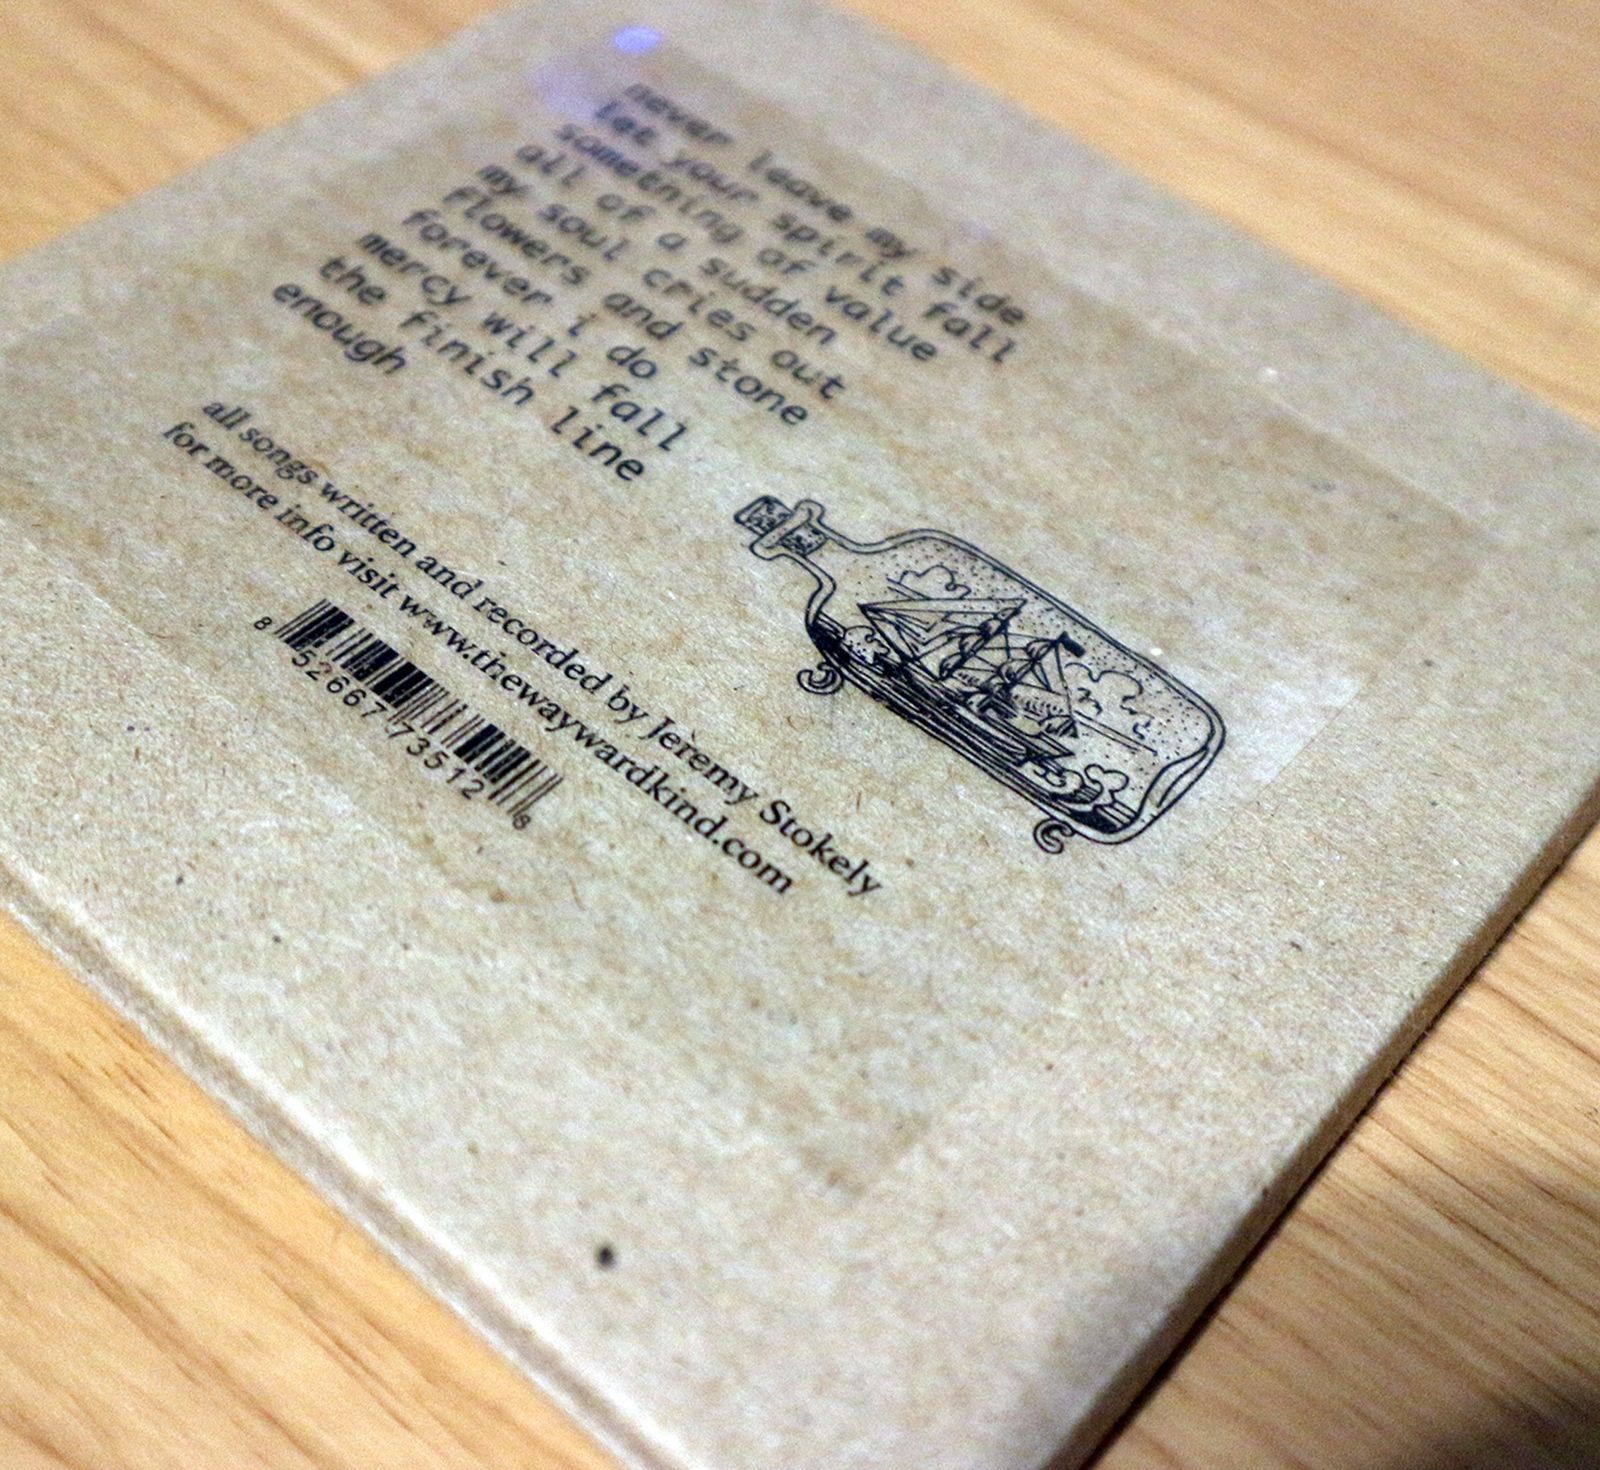 never leave my side
let your spirit fall
something of value
all of a sudden
my soul cries out
flowers and stone
forever i do
mercy will fall
the finish line
enough
all songs written and recorded by Jeremy Stokely
for more info visit www.thewaywardkind.com
8 52667 73512 8